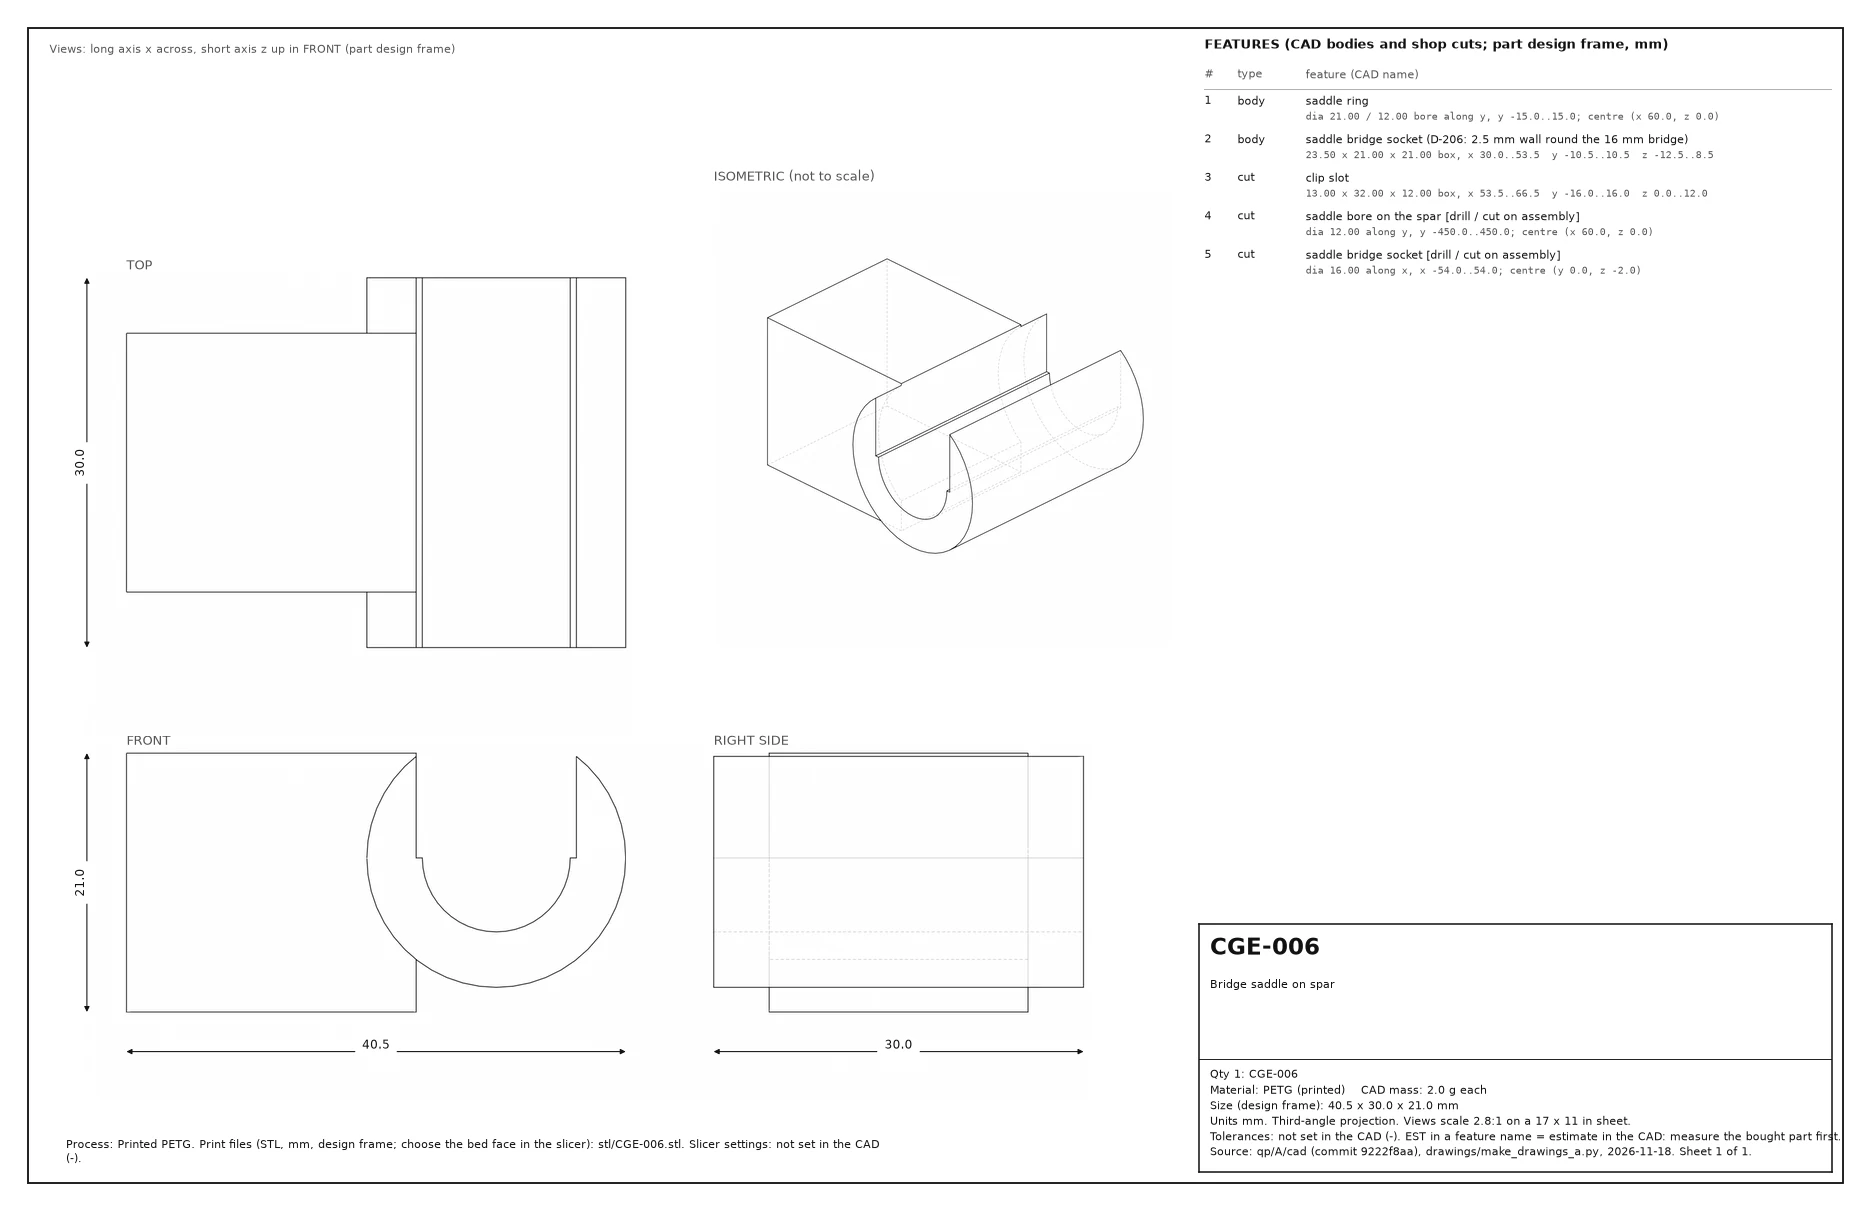 Views: long axis x across, short axis z up in FRONT (part design frame)
FEATURES (CAD bodies and shop cuts; part design frame, mm)
# type feature (CAD name)
1 body saddle ring
dia 21.00 / 12.00 bore along y, y -15.0..15.0; centre (x 60.0, z 0.0)
2 body saddle bridge socket (D-206: 2.5 mm wall round the 16 mm bridge)
23.50 x 21.00 x 21.00 box, x 30.0..53.5  y -10.5..10.5  z -12.5..8.5
3 cut clip slot
13.00 x 32.00 x 12.00 box, x 53.5..66.5  y -16.0..16.0  z 0.0..12.0
4 cut saddle bore on the spar [drill / cut on assembly]
dia 12.00 along y, y -450.0..450.0; centre (x 60.0, z 0.0)
5 cut saddle bridge socket [drill / cut on assembly]
dia 16.00 along x, x -54.0..54.0; centre (y 0.0, z -2.0)
ISOMETRIC (not to scale)
TOP
30.0
FRONT
21.0
40.5
RIGHT SIDE
30.0
CGE-006
Bridge saddle on spar
Qty 1: CGE-006
Material: PETG (printed)    CAD mass: 2.0 g each
Size (design frame): 40.5 x 30.0 x 21.0 mm
Units mm. Third-angle projection. Views scale 2.8:1 on a 17 x 11 in sheet.
Tolerances: not set in the CAD (-). EST in a feature name = estimate in the CAD: measure the bought part first.
Source: qp/A/cad (commit 9222f8aa), drawings/make_drawings_a.py, 2026-11-18. Sheet 1 of 1.
Process: Printed PETG. Print files (STL, mm, design frame; choose the bed face in the slicer): stl/CGE-006.stl. Slicer settings: not set in the CAD
(-).